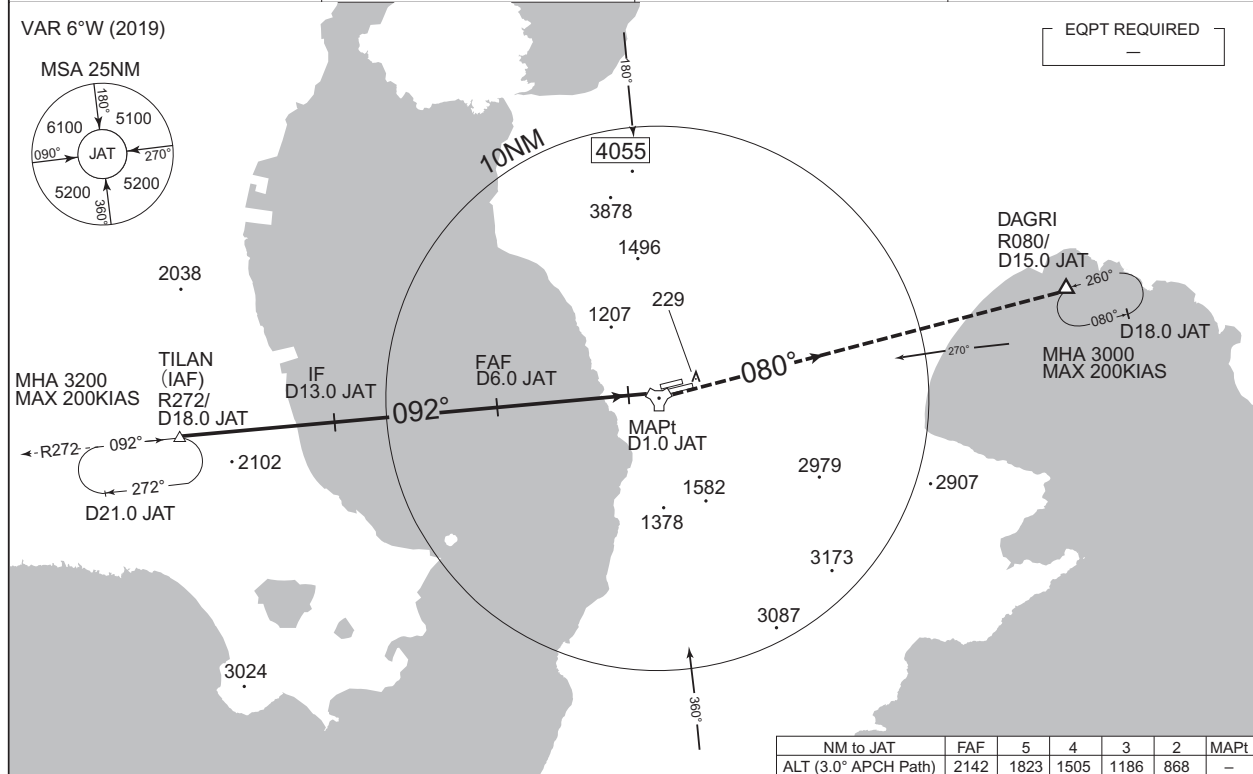 VAR 6°W (2019)
EQPT REQUIRED
–
MSA 25NM
180°
6100
5100
090°
JAT
270°
5200
5200
360°
180°
10NM
4055
3878
1496
229
1207
2038
DAGRI
R080/
D15.0 JAT
260°
080°
D18.0 JAT
MHA 3000
MAX 200KIAS
270°
080°
TILAN
(IAF)
R272/
D18.0 JAT
MHA 3200
MAX 200KIAS
IF
D13.0 JAT
FAF
D6.0 JAT
092°
R272
092°
272°
D21.0 JAT
2102
MAPt
D1.0 JAT
2979
2907
1582
1378
3173
3087
3024
360°
NM to JAT FAF 5 4 3 2 MAPt
ALT (3.0° APCH Path) 2142 1823 1505 1186 868 –